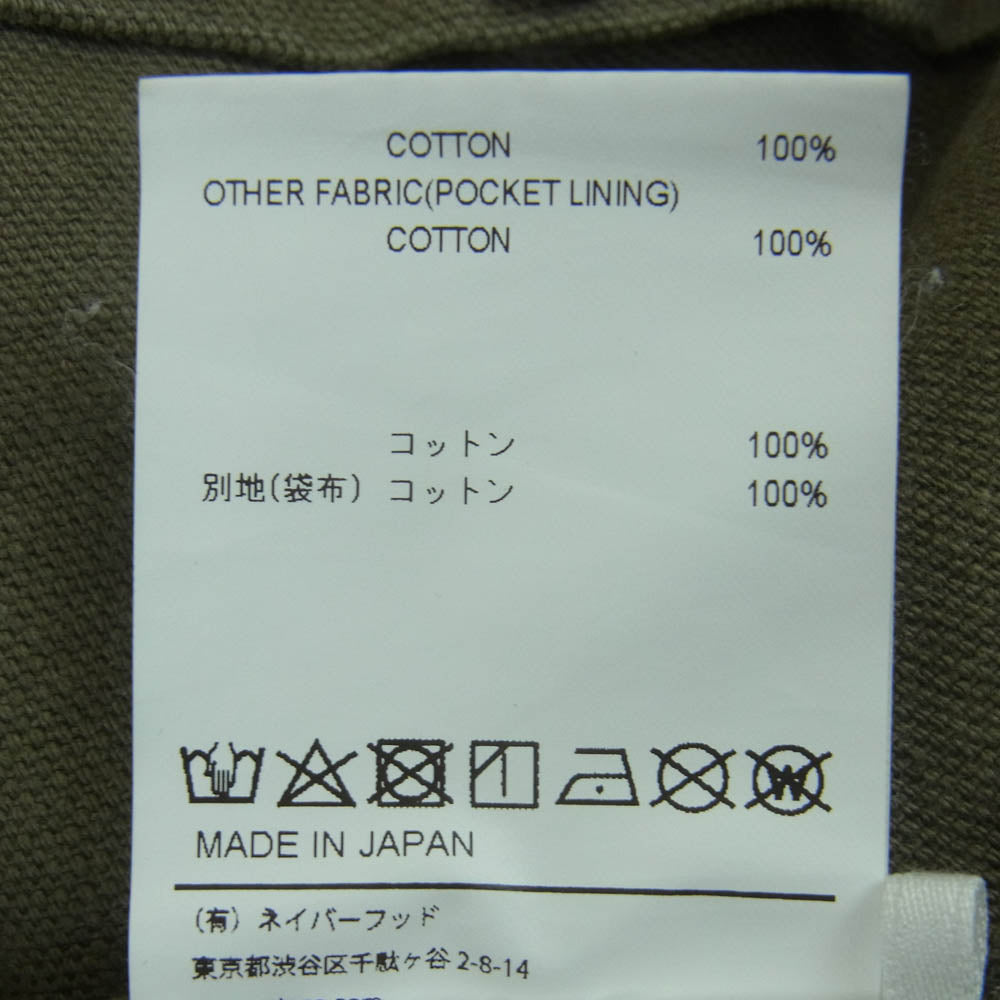 COTTON 100%
OTHER FABRIC(POCKET LINING)
COTTON 100%
コットン 100%
別地(袋布) コットン 100%
W
MADE IN JAPAN
(有) ネイバーフッド
東京都渋谷区千駄ヶ谷 2-8-14